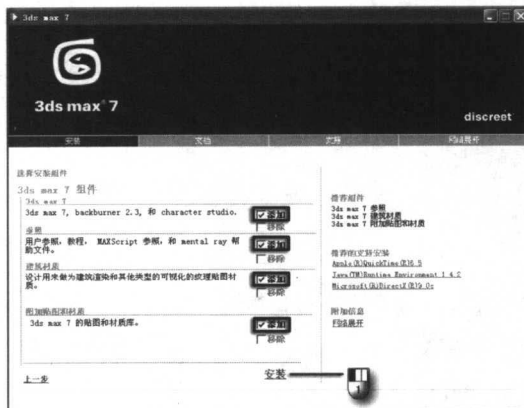 3ds max 7
3ds max 7
discreet
安装
文档
支持
网络展开
选择安装组件
3ds max 7 组件
3ds max 7
3ds max 7, backburner 2.3, 和 character studio.
添加
移除
参照
用户参照, 教程, MAXScript 参照, 和 mental ray 帮
助文件。
添加
移除
建筑材质
设计用来做为建筑渲染和其他类型的可视化的纹理贴图材
质。
添加
移除
附加贴图和材质
3ds max 7 的贴图和材质库。
添加
移除
上一步
安装
1
推荐组件
3ds max 7 参照
3ds max 7 建筑材质
3ds max 7 附加贴图和材质
推荐的支持安装
Apple(R)QuickTime(R)6.5
Java(TM)Runtime Environment 1.4.2
Microsoft(R)DirectX(R)9.0c
附加信息
网络展开